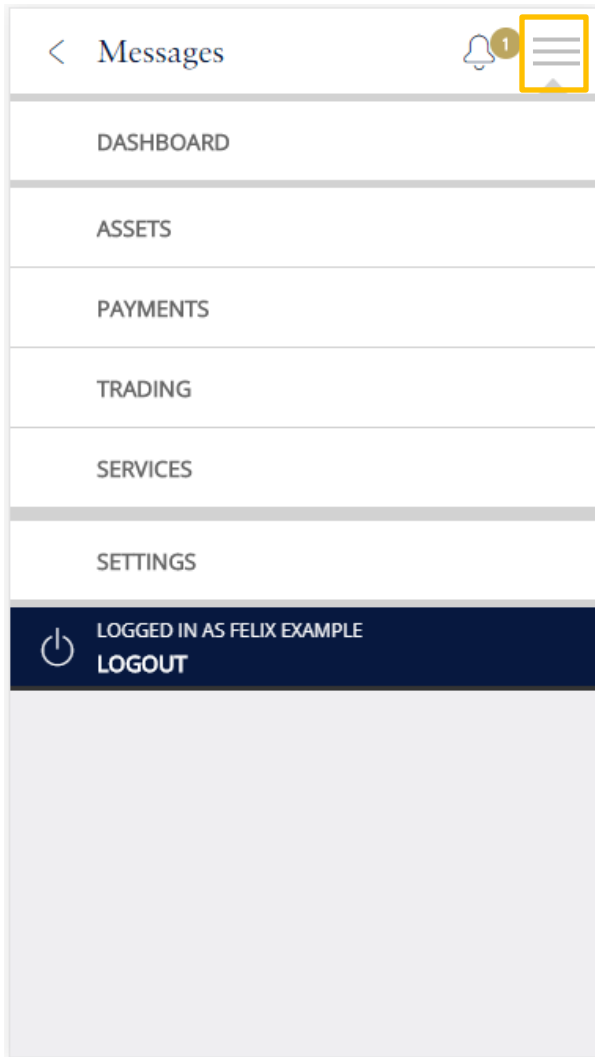 Messages
1
DASHBOARD
ASSETS
PAYMENTS
TRADING
SERVICES
SETTINGS
LOGGED IN AS FELIX EXAMPLE
LOGOUT